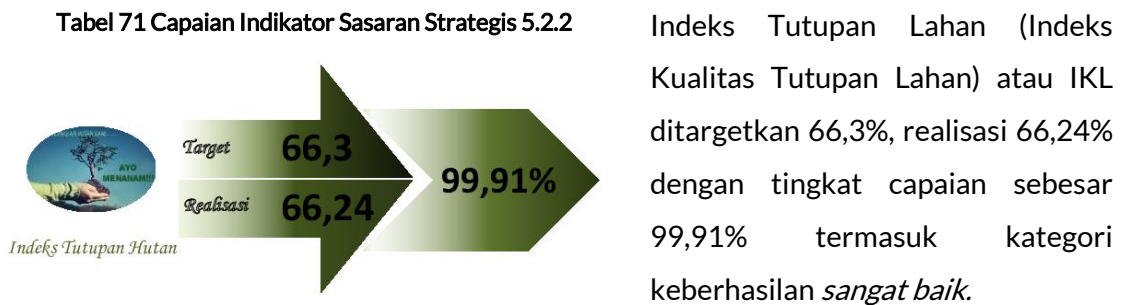 Tabel 71 Capaian Indikator Sasaran Strategis 5.2.2
AYO
MENANAM!!!
Indeks Tutupan Hutan
Target 66,3
Realisasi 66,24
99,91%
Indeks Tutupan Lahan (Indeks
Kualitas Tutupan Lahan) atau IKL
ditargetkan 66,3%, realisasi 66,24%
dengan tingkat capaian sebesar
99,91% termasuk kategori
keberhasilan sangat baik.